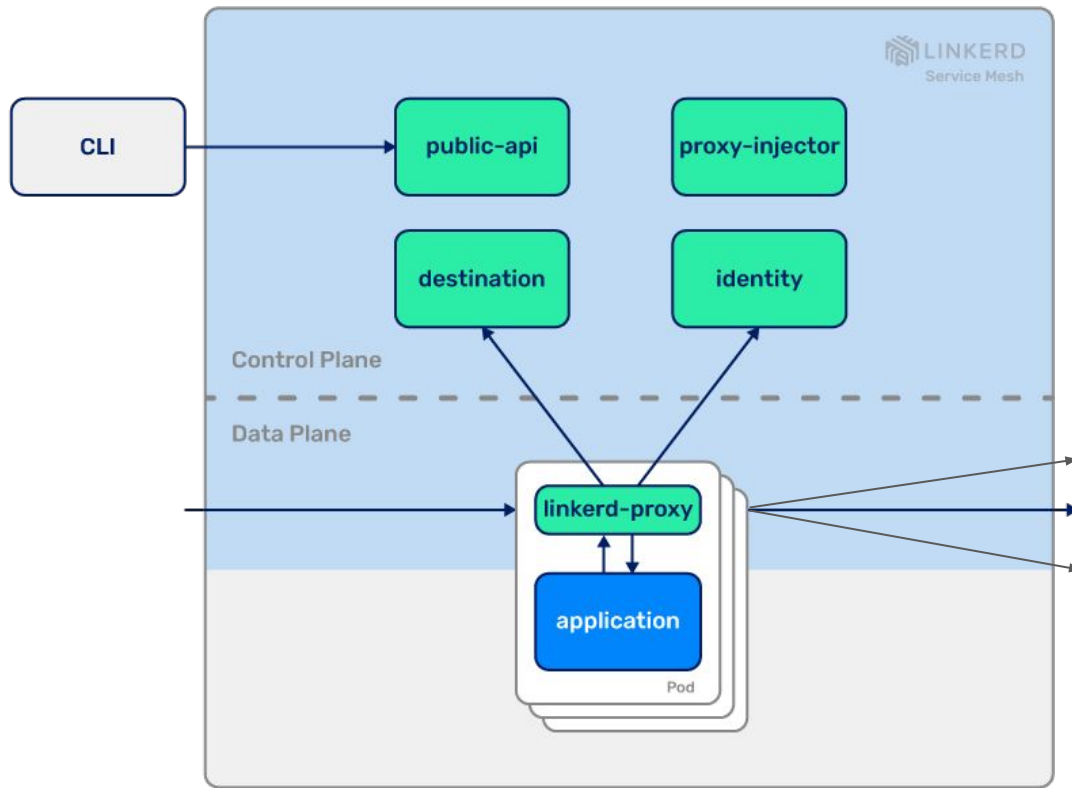 LINKERD
Service Mesh
CLI
public-api
proxy-injector
destination
identity
Control Plane
Data Plane
linkerd-proxy
application
Pod